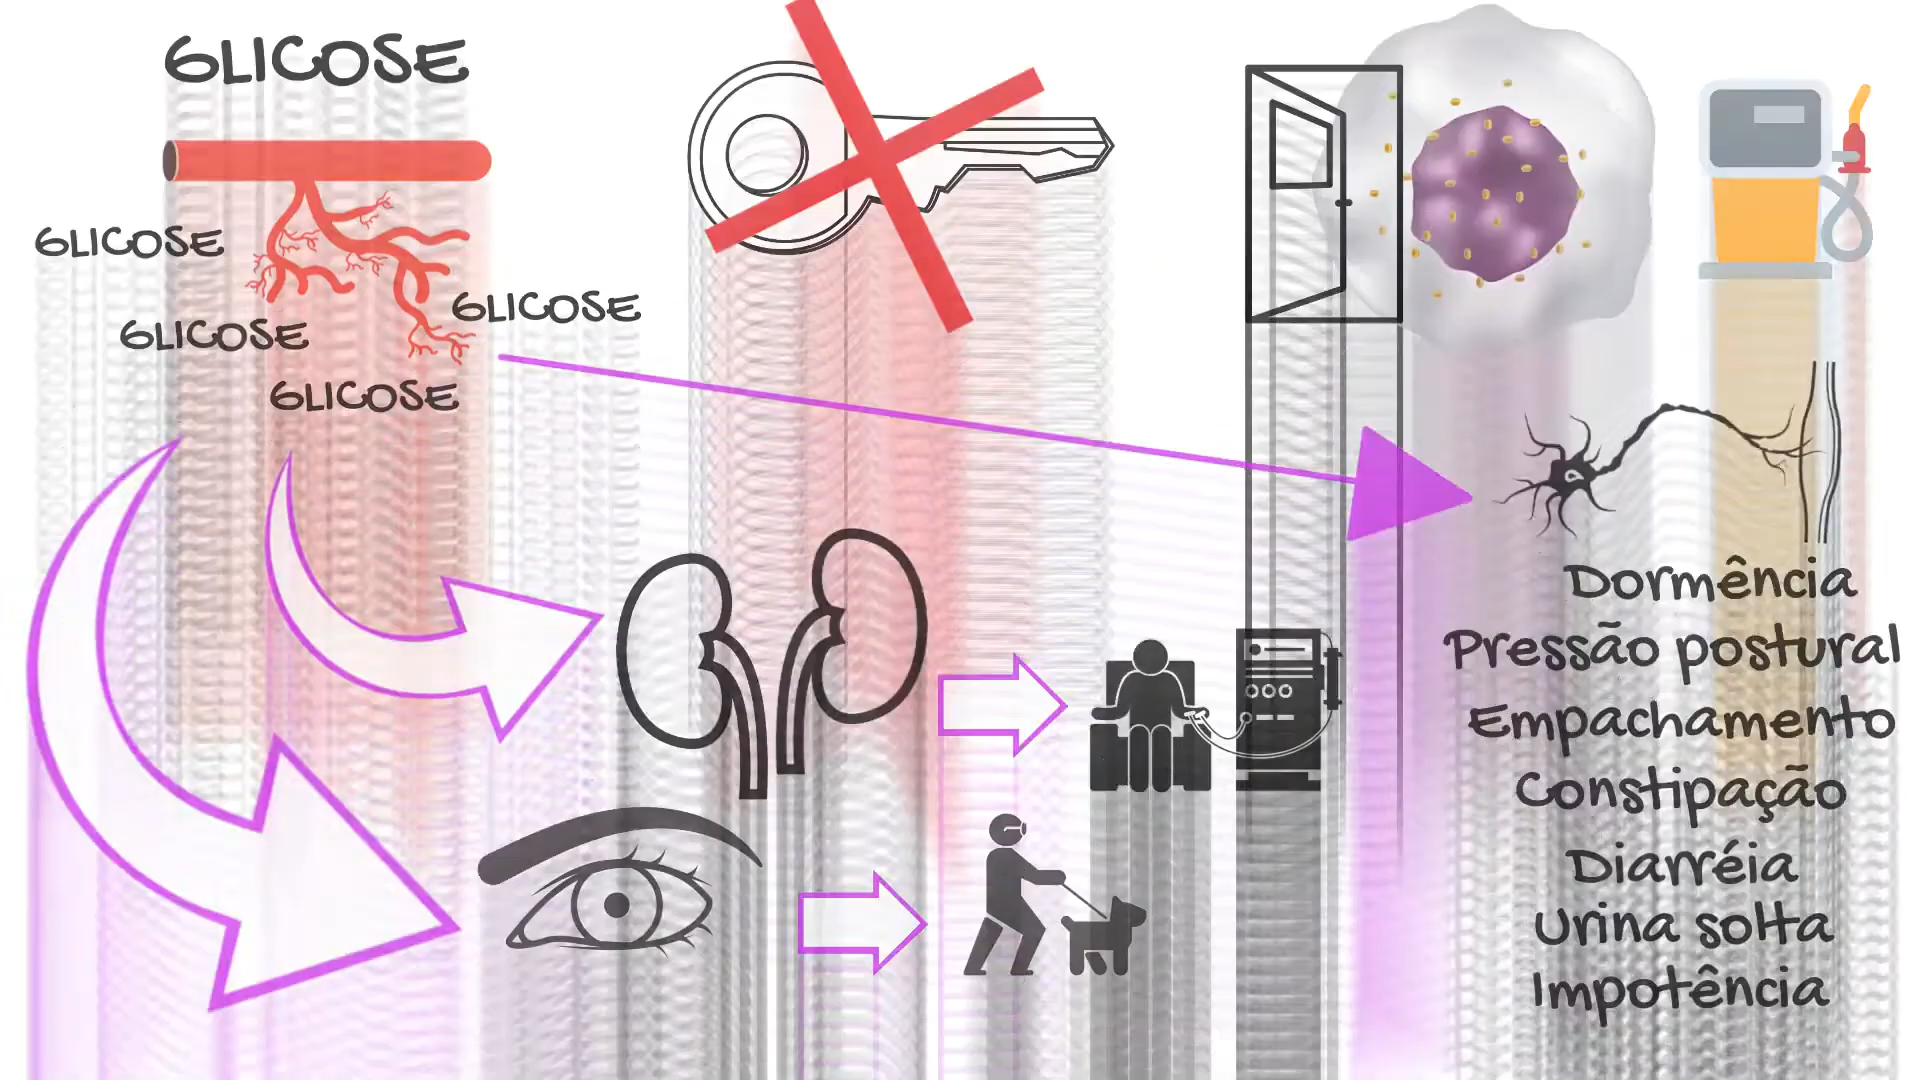 GLICOSE
GLICOSE
GLICOSE
GLICOSE
GLICOSE
Dormência
Pressão postural
Empachamento
Constipação
Diarréia
Urina solta
Impotência